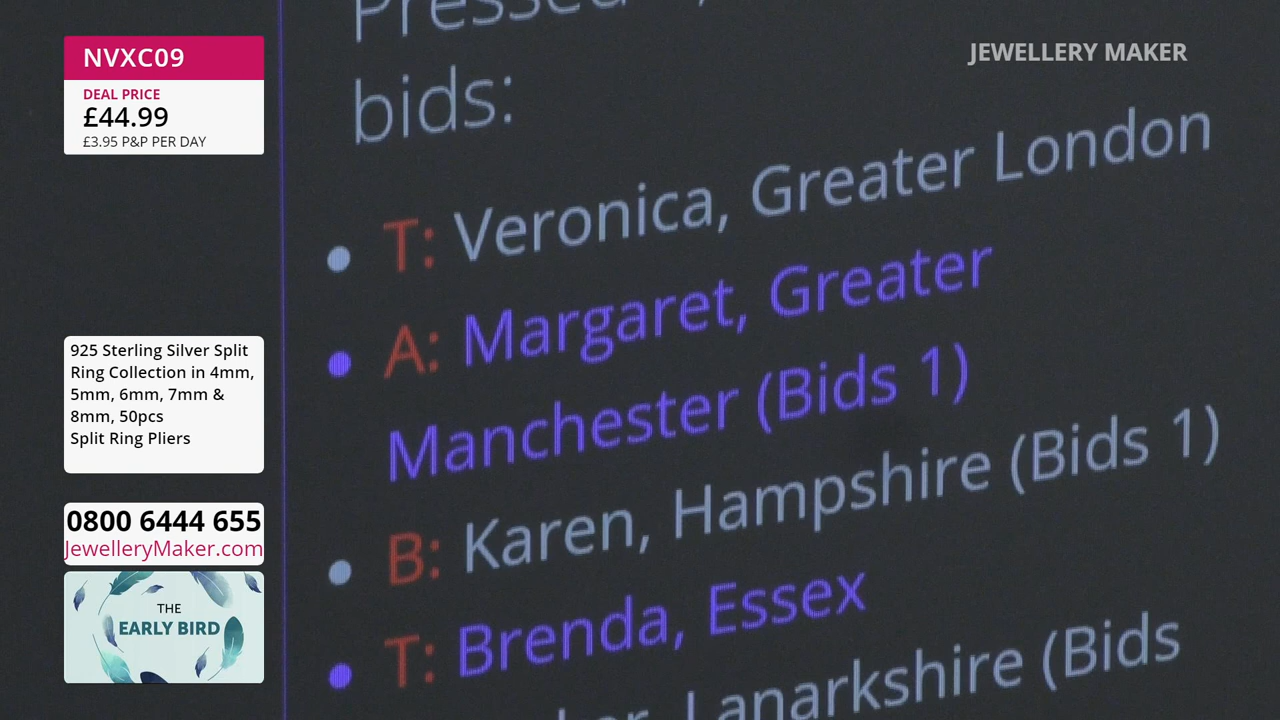 NVXC09
DEAL PRICE
£44.99
£3.95 P&P PER DAY
925 Sterling Silver Split
Ring Collection in 4mm,
5mm, 6mm, 7mm &
8mm, 50pcs
Split Ring Pliers
0800 6444 655
JewelleryMaker.com
THE
EARLY BIRD
JEWELLERY MAKER
Pressed
bids:
• T: Veronica, Greater London
• A: Margaret, Greater
Manchester (Bids 1)
• B: Karen, Hampshire (Bids 1)
• T: Brenda, Essex
Lanarkshire (Bids